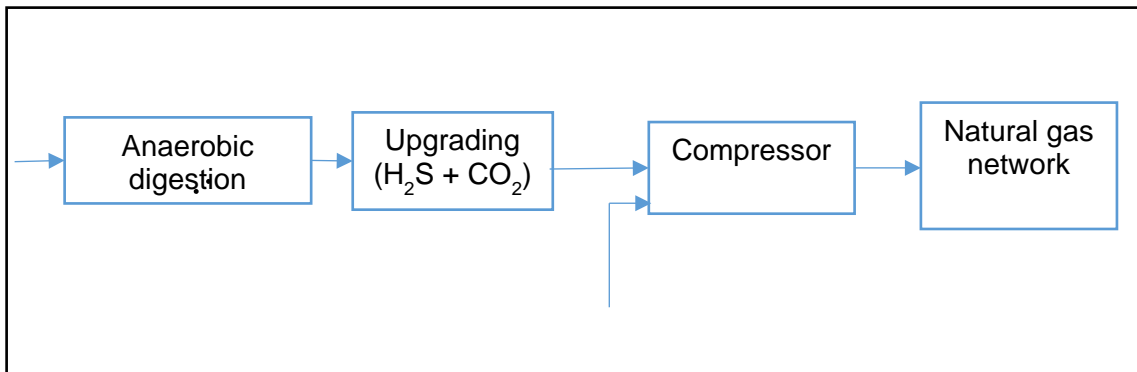 Anaerobic
digestion
Upgrading
(H₂S + CO₂)
Compressor
Natural gas
network